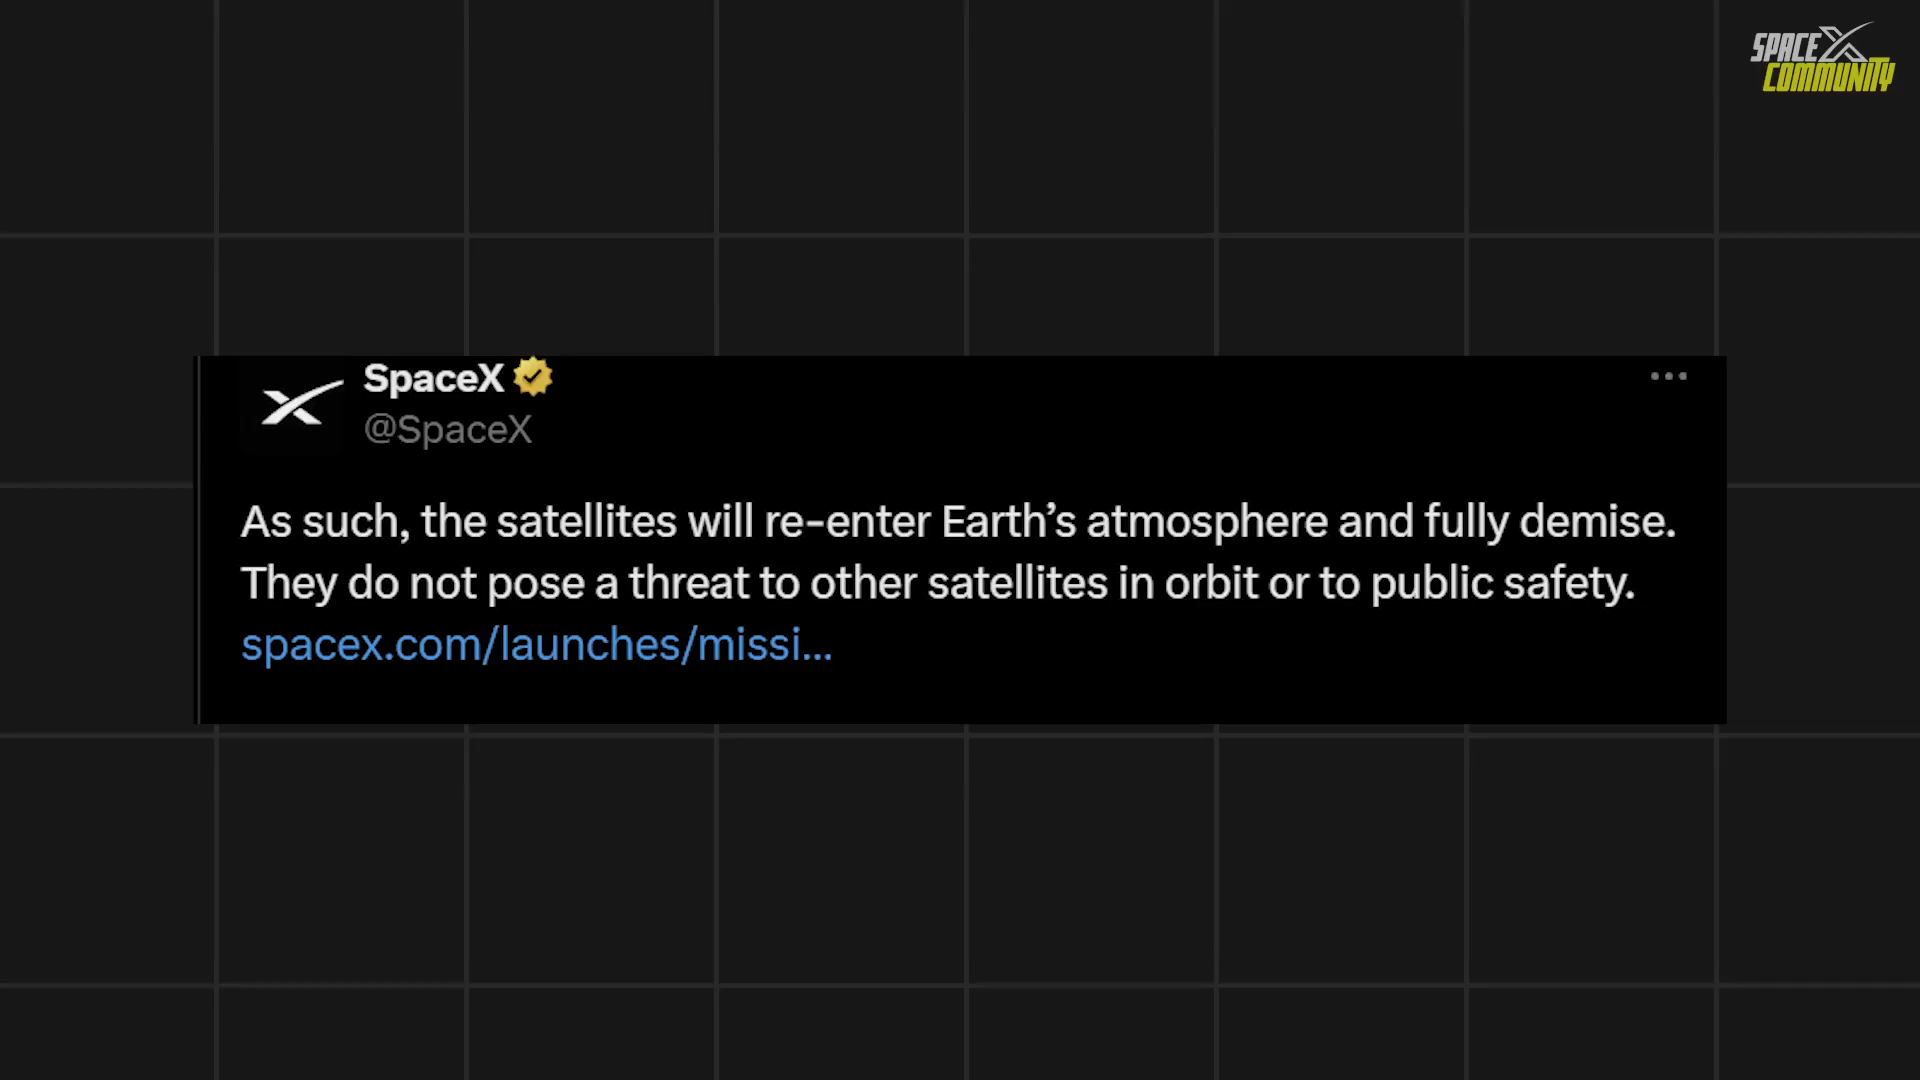 SPACEX
COMMUNITY
SpaceX
@SpaceX
As such, the satellites will re-enter Earth’s atmosphere and fully demise.
They do not pose a threat to other satellites in orbit or to public safety.
spacex.com/launches/missi...